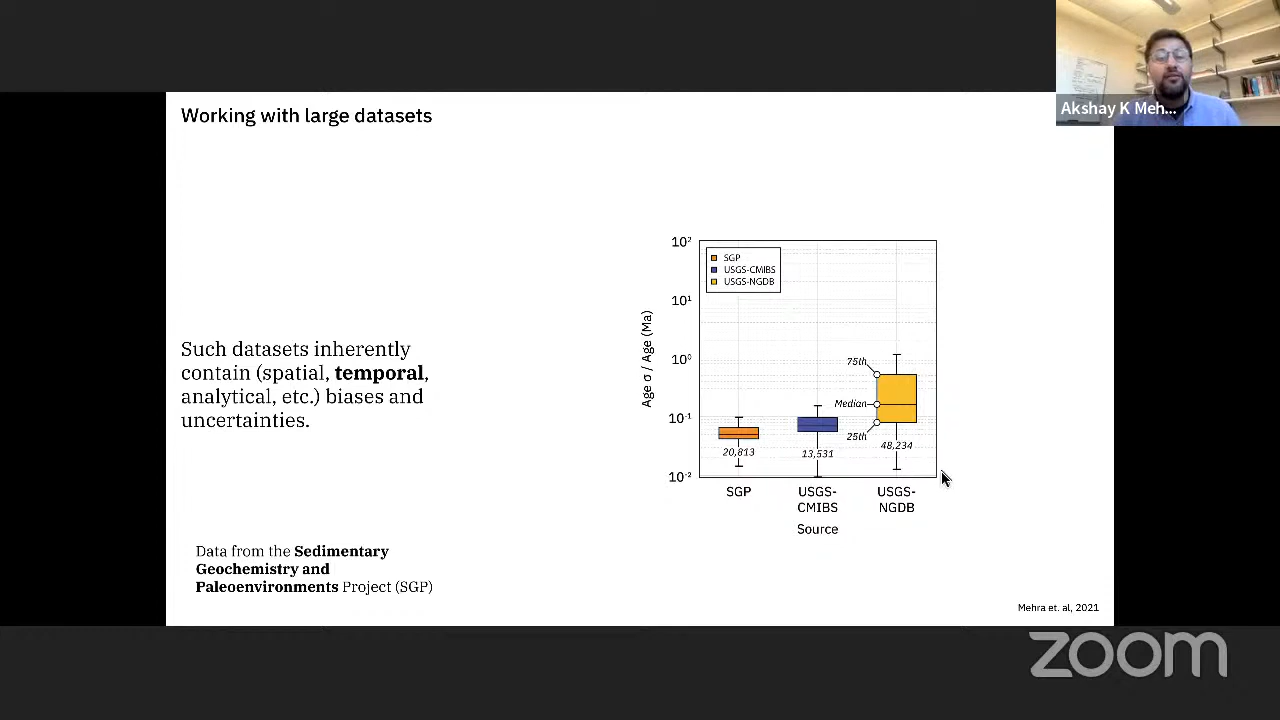 Working with large datasets
Akshay K Meh...
Such datasets inherently
contain (spatial, temporal,
analytical, etc.) biases and
uncertainties.
Data from the Sedimentary
Geochemistry and
Paleoenvironments Project (SGP)
Age σ / Age (Ma)
10²
10¹
10⁰
10⁻¹
10⁻²
SGP
USGS-CMIBS
USGS-NGDB
75th
Median
25th
20,813
13,531
48,234
SGP
USGS-
CMIBS
USGS-
NGDB
Source
Mehra et. al, 2021
zoom